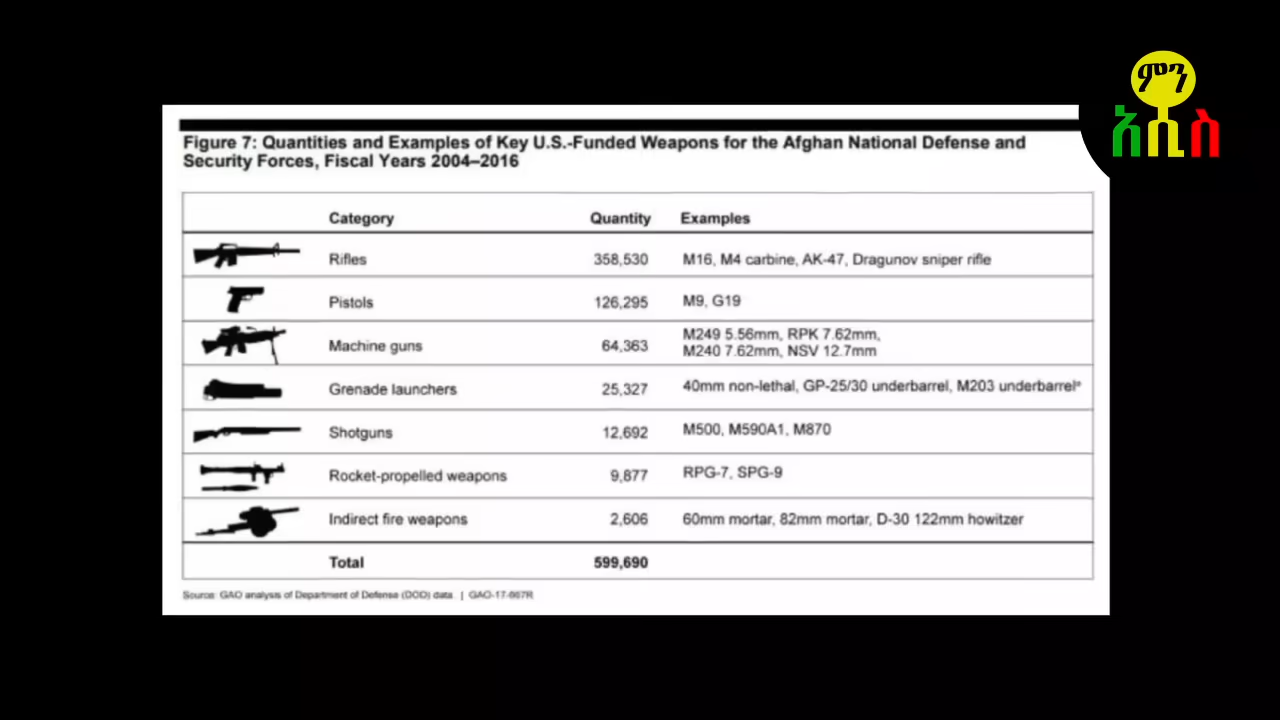 ምን
አሲስ
Figure 7: Quantities and Examples of Key U.S.-Funded Weapons for the Afghan National Defense and
Security Forces, Fiscal Years 2004–2016
Category Quantity Examples
Rifles 358,530 M16, M4 carbine, AK-47, Dragunov sniper rifle
Pistols 126,295 M9, G19
Machine guns 64,363 M249 5.56mm, RPK 7.62mm,
M240 7.62mm, NSV 12.7mm
Grenade launchers 25,327 40mm non-lethal, GP-25/30 underbarrel, M203 underbarrelᵃ
Shotguns 12,692 M500, M590A1, M870
Rocket-propelled weapons 9,877 RPG-7, SPG-9
Indirect fire weapons 2,606 60mm mortar, 82mm mortar, D-30 122mm howitzer
Total 599,690
Source: GAO analysis of Department of Defense (DOD) data. | GAO-17-667R